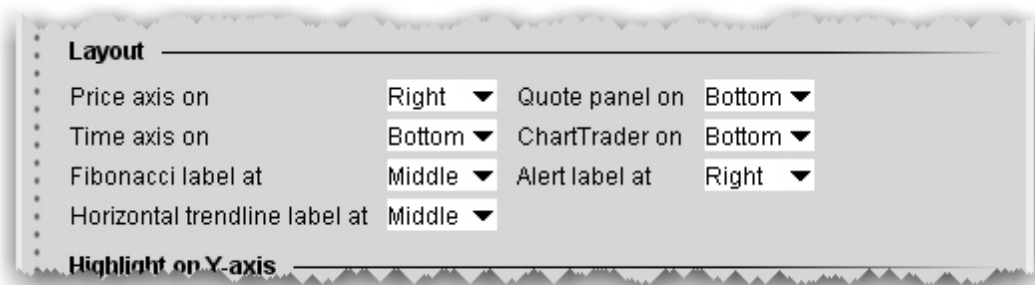 Layout
Price axis on Right Quote panel on Bottom
Time axis on Bottom ChartTrader on Bottom
Fibonacci label at Middle Alert label at Right
Horizontal trendline label at Middle
Highlight on Y-axis